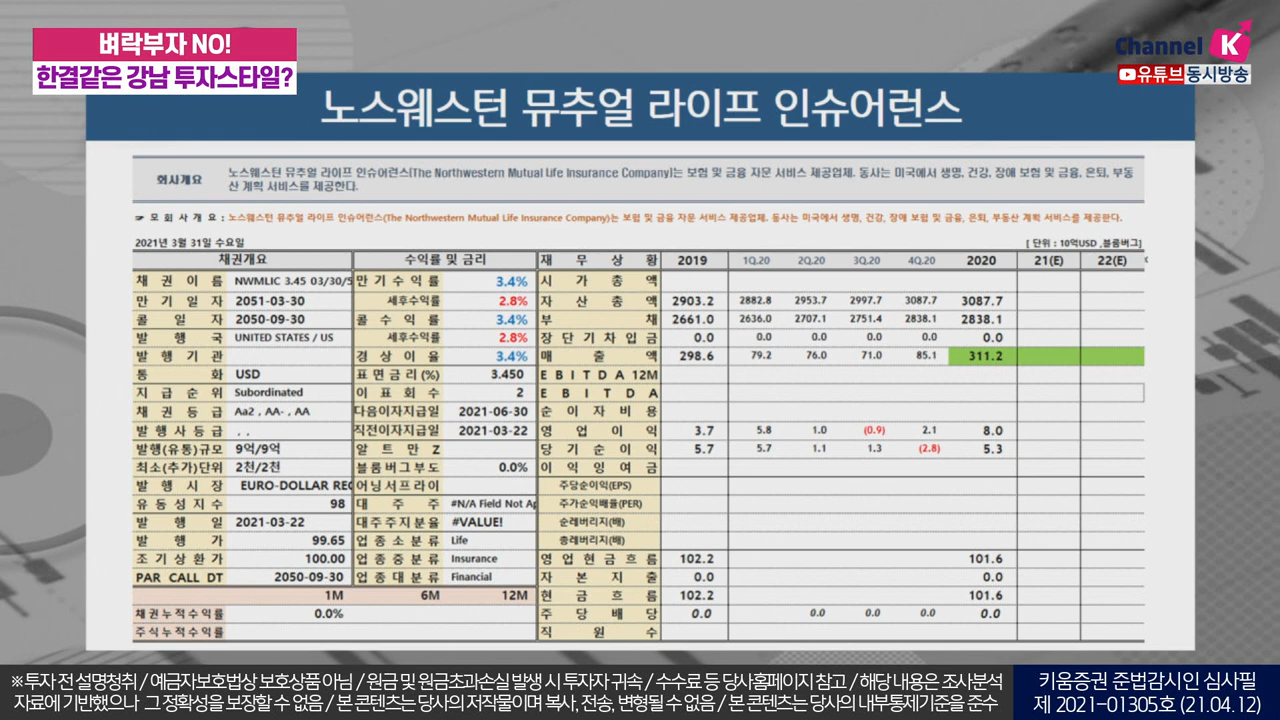 벼락부자 NO!
한결같은 강남 투자스타일?
Channel K
유튜브 동시방송
노스웨스턴 뮤추얼 라이프 인슈어런스
회사개요
노스웨스턴 뮤추얼 라이프 인슈어런스(The Northwestern Mutual Life Insurance Company)는 보험 및 금융 자문 서비스 제공업체. 동사는 미국에서 생명, 건강, 장애 보험 및 금융, 은퇴, 부동
산 계획 서비스를 제공한다.
☞ 모 회 사 개 요 : 노스웨스턴 뮤추얼 라이프 인슈어런스(The Northwestern Mutual Life Insurance Company)는 보험 및 금융 자문 서비스 제공업체. 동사는 미국에서 생명, 건강, 장애 보험 및 금융, 은퇴, 부동산 계획 서비스를 제공한다.
2021년 3월 31일 수요일 [ 단위 : 10억USD ,블룸버그]
채권개요 수익률 및 금리 재 무 상 황 2019 1Q.20 2Q.20 3Q.20 4Q.20 2020 21(E) 22(E)
채 권 이 름 NWMLIC 3.45 03/30/5 만 기 수 익 률 3.4% 시 가 총 액
만 기 일 자 2051-03-30 세후수익률 2.8% 자 산 총 액 2903.2 2882.8 2953.7 2997.7 3087.7 3087.7
콜 일 자 2050-09-30 콜 수 익 률 3.4% 부 채 2661.0 2636.0 2707.1 2751.4 2838.1 2838.1
발 행 국 UNITED STATES / US 세후수익률 2.8% 장 단 기 차 입 금 0.0 0.0 0.0 0.0 0.0 0.0
발 행 기 관 경 상 이 율 3.4% 매 출 액 298.6 79.2 76.0 71.0 85.1 311.2
통 화 USD 표 면 금 리 (%) 3.450 E B I T D A 12M
지 급 순 위 Subordinated 이 표 회 수 2 E B I T D A
채 권 등 급 Aa2 , AA- , AA 다음이자지급일 2021-06-30 순 이 자 비 용
발 행 사 등 급 , , 직전이자지급일 2021-03-22 영 업 이 익 3.7 5.8 1.0 (0.9) 2.1 8.0
발행(유통)규모 9억/9억 알 트 만 Z 당 기 순 이 익 5.7 5.7 1.1 1.3 (2.8) 5.3
최소(추가)단위 2천/2천 블룸버그부도 0.0% 이 익 잉 여 금
발 행 시 장 EURO-DOLLAR REG 어닝서프라이 주당순이익(EPS)
유 동 성 지 수 98 대 주 주 #N/A Field Not Ap 주가순익배율(PER)
발 행 일 2021-03-22 대주주지분율 #VALUE! 순레버리지(배)
발 행 가 99.65 업 종 소 분 류 Life 총레버리지(배)
조 기 상 환 가 100.00 업 종 중 분 류 Insurance 영 업 현 금 흐 름 102.2 101.6
PAR CALL DT 2050-09-30 업 종 대 분 류 Financial 자 본 지 출 0.0 0.0
1M 6M 12M 현 금 흐 름 102.2 101.6
채권누적수익률 0.0% 주 당 배 당 0.0 0.0 0.0 0.0 0.0
주식누적수익률 직 원 수
※ 투자 전 설명청취 / 예금자보호법상 보호상품 아님 / 원금 및 원금초과손실 발생 시 투자자 귀속 / 수수료 등 당사홈페이지 참고 / 해당 내용은 조사분석
자료에 기반했으나 그 정확성을 보장할 수 없음 / 본 콘텐츠는 당사의 저작물이며 복사, 전송, 변형될 수 없음 / 본 콘텐츠는 당사의 내부통제기준을 준수
키움증권 준법감시인 심사필
제 2021-01305호 (21.04.12)